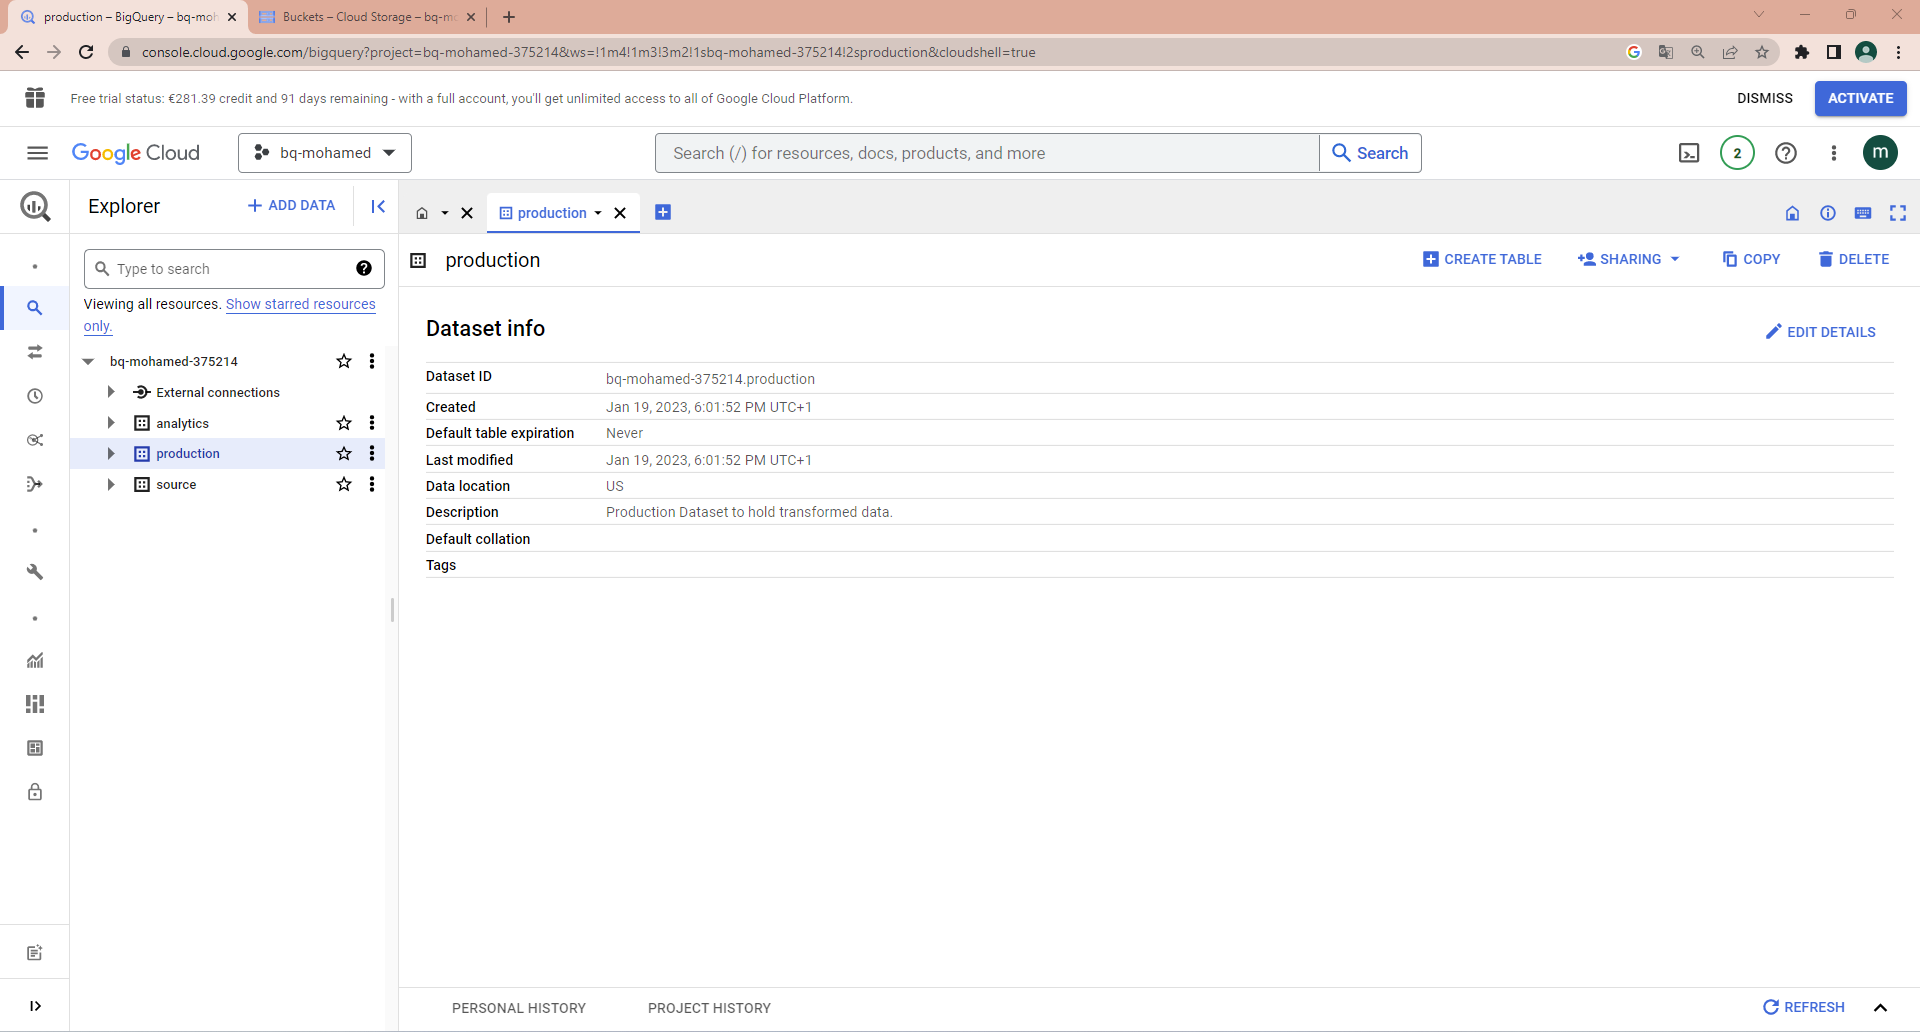 production – BigQuery – bq-moh
Buckets – Cloud Storage – bq-mo
console.cloud.google.com/bigquery?project=bq-mohamed-375214&ws=!1m4!1m3!3m2!1sbq-mohamed-375214!2sproduction&cloudshell=true
Free trial status: €281.39 credit and 91 days remaining - with a full account, you'll get unlimited access to all of Google Cloud Platform.
DISMISS
ACTIVATE
Google Cloud
bq-mohamed
Search (/) for resources, docs, products, and more
Search
2
m
Explorer
+ ADD DATA
production
Type to search
Viewing all resources. Show starred resources
only.
bq-mohamed-375214
External connections
analytics
production
source
production
CREATE TABLE
SHARING
COPY
DELETE
Dataset info
EDIT DETAILS
Dataset ID bq-mohamed-375214.production
Created Jan 19, 2023, 6:01:52 PM UTC+1
Default table expiration Never
Last modified Jan 19, 2023, 6:01:52 PM UTC+1
Data location US
Description Production Dataset to hold transformed data.
Default collation
Tags
PERSONAL HISTORY
PROJECT HISTORY
REFRESH